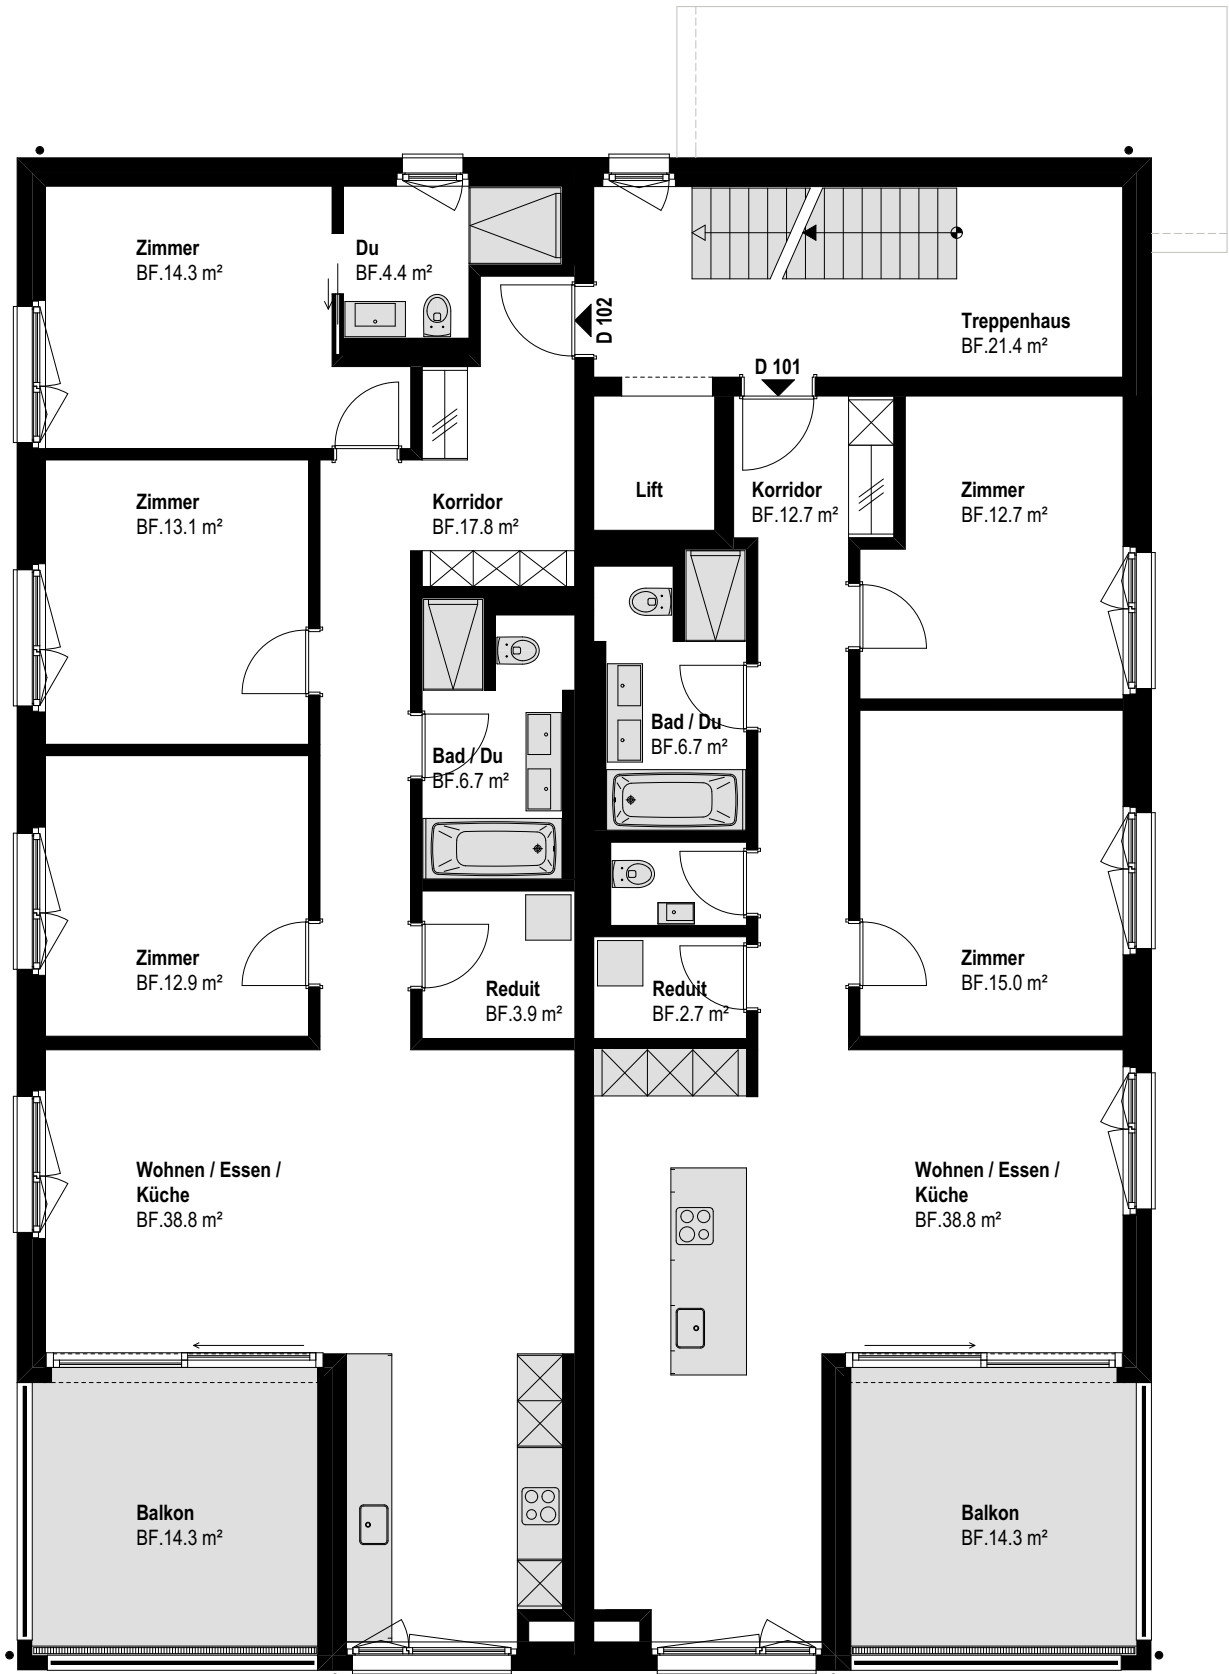 Zimmer
BF.14.3 m²
Du
BF.4.4 m²
D 102
Treppenhaus
BF.21.4 m²
D 101
Zimmer
BF.13.1 m²
Korridor
BF.17.8 m²
Lift
Korridor
BF.12.7 m²
Zimmer
BF.12.7 m²
Bad / Du
BF.6.7 m²
Bad / Du
BF.6.7 m²
Zimmer
BF.12.9 m²
Reduit
BF.3.9 m²
Reduit
BF.2.7 m²
Zimmer
BF.15.0 m²
Wohnen / Essen /
Küche
BF.38.8 m²
Wohnen / Essen /
Küche
BF.38.8 m²
Balkon
BF.14.3 m²
Balkon
BF.14.3 m²